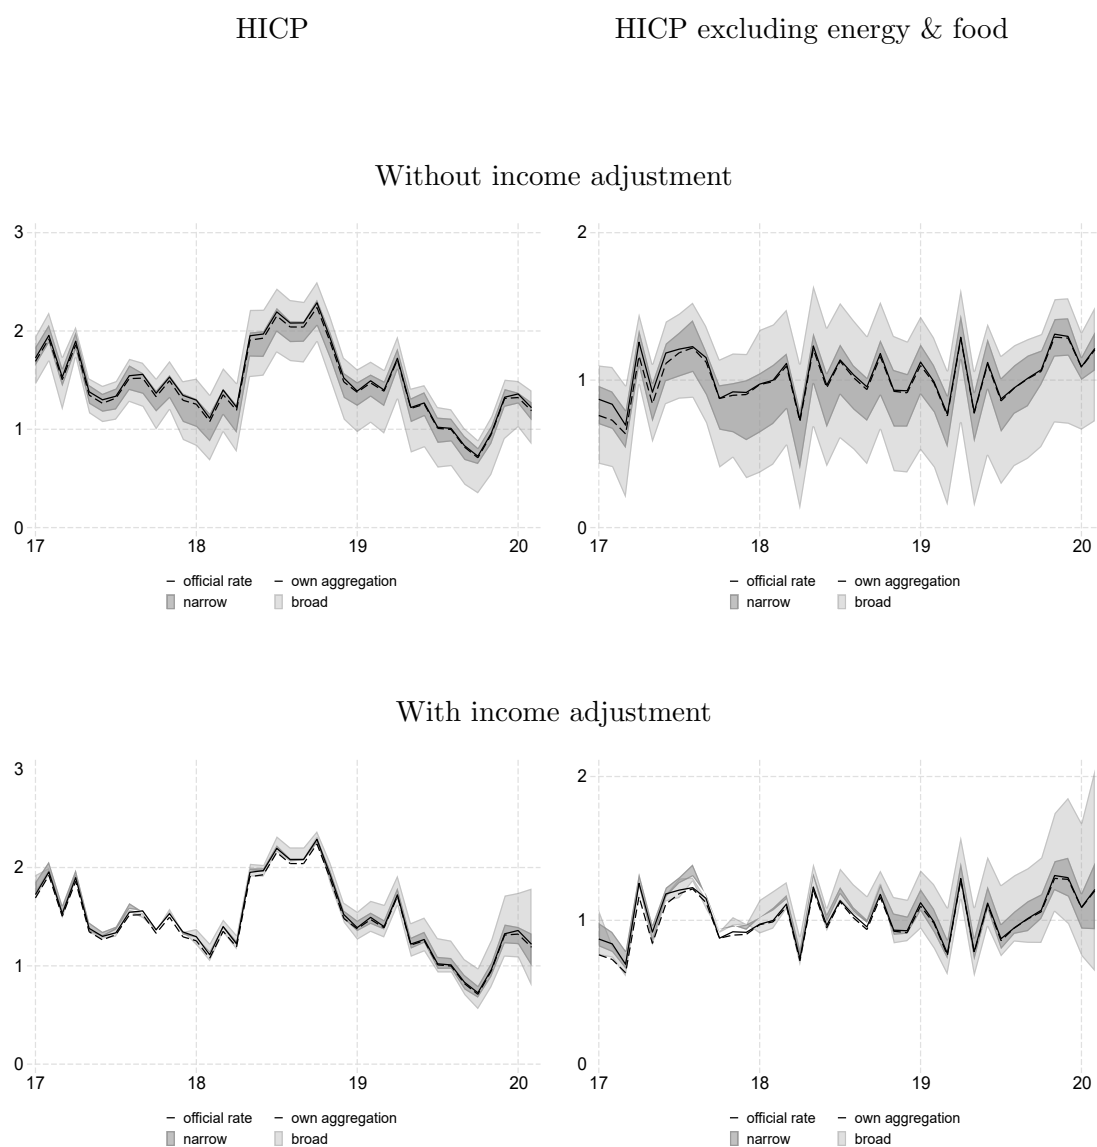 HICP HICP excluding energy & food
Without income adjustment
3 2
2
1 1
0 0
17 18 19 20 17 18 19 20
official rate own aggregation official rate own aggregation
narrow broad narrow broad
With income adjustment
3 2
2
1 1
0 0
17 18 19 20 17 18 19 20
official rate own aggregation official rate own aggregation
narrow broad narrow broad